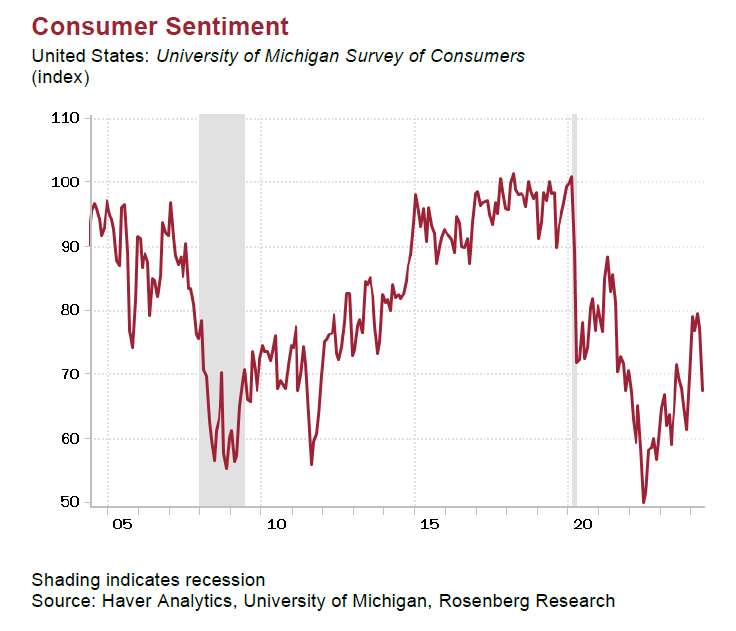 Consumer Sentiment
United States: University of Michigan Survey of Consumers
(index)
110
100
90
80
70
60
50
05 10 15 20
Shading indicates recession
Source: Haver Analytics, University of Michigan, Rosenberg Research